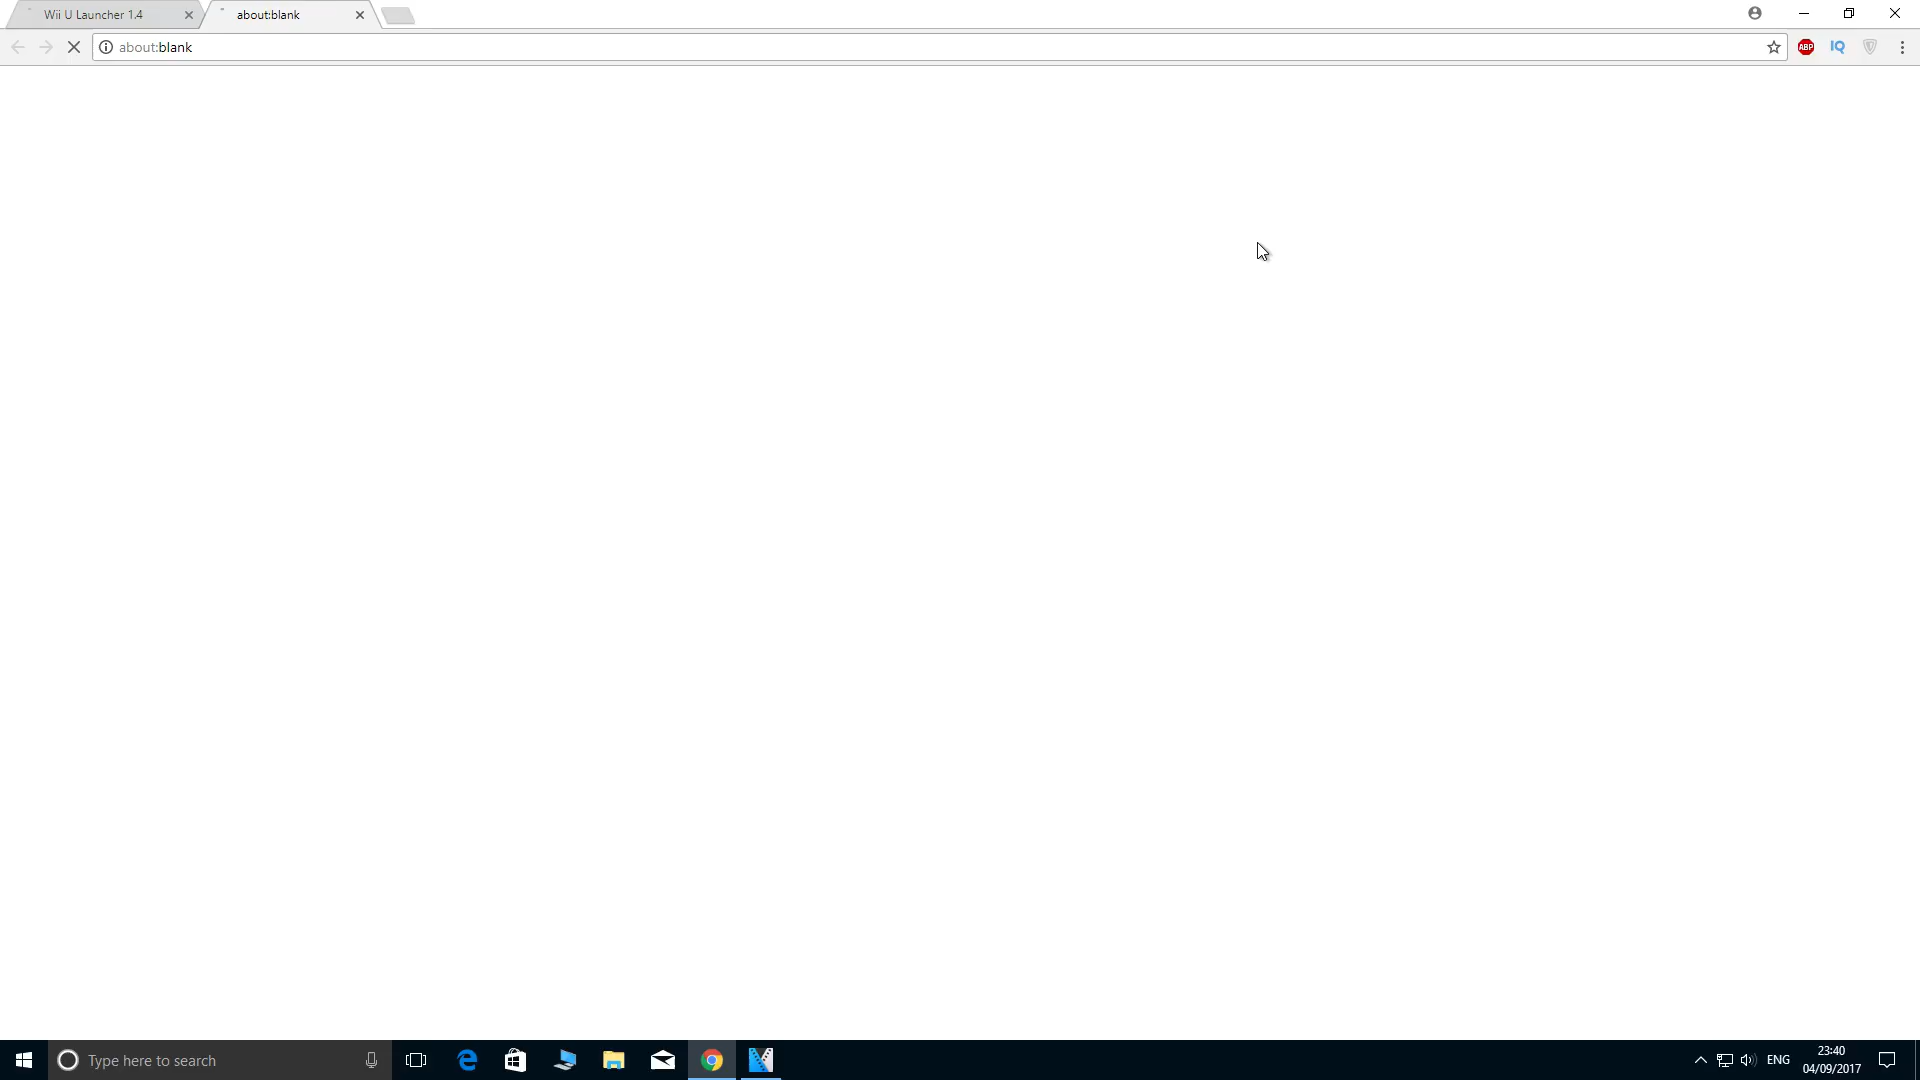 Wii U Launcher 1.4
about:blank
about:blank
ABP
IQ
Type here to search
ENG
23:40
04/09/2017